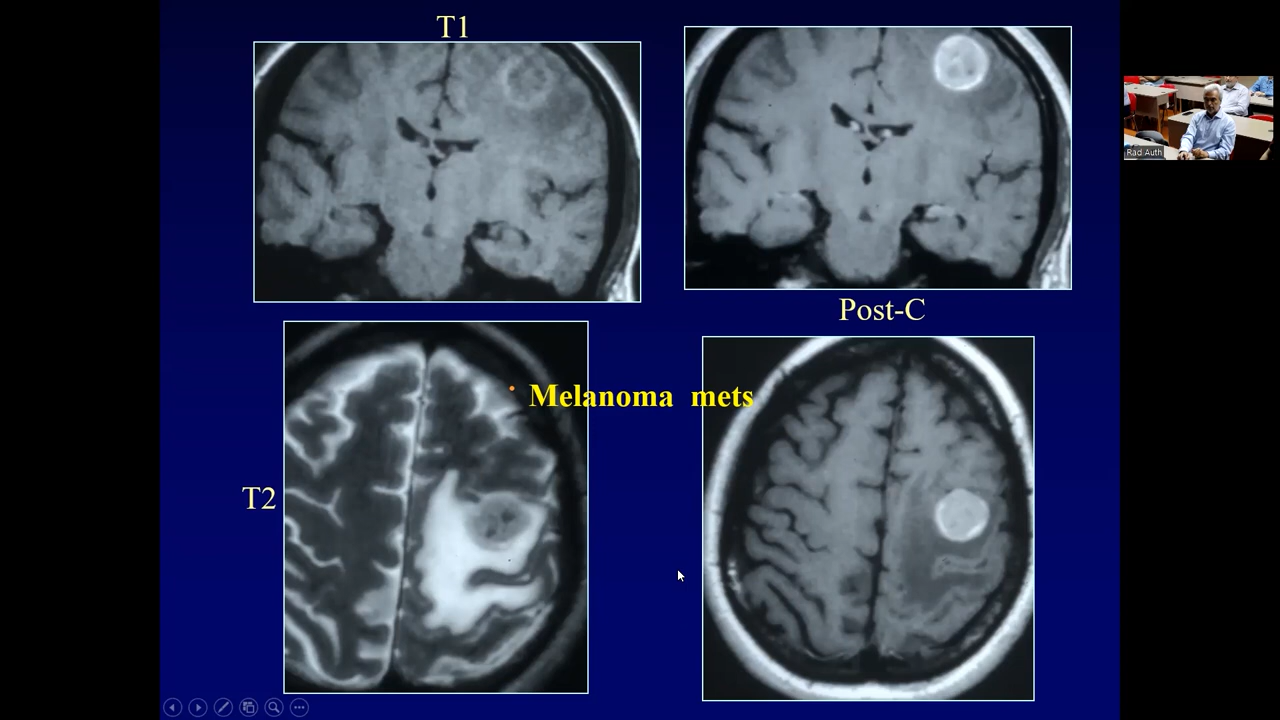 T1
Post-C
• Melanoma mets
T2
Rad Auth